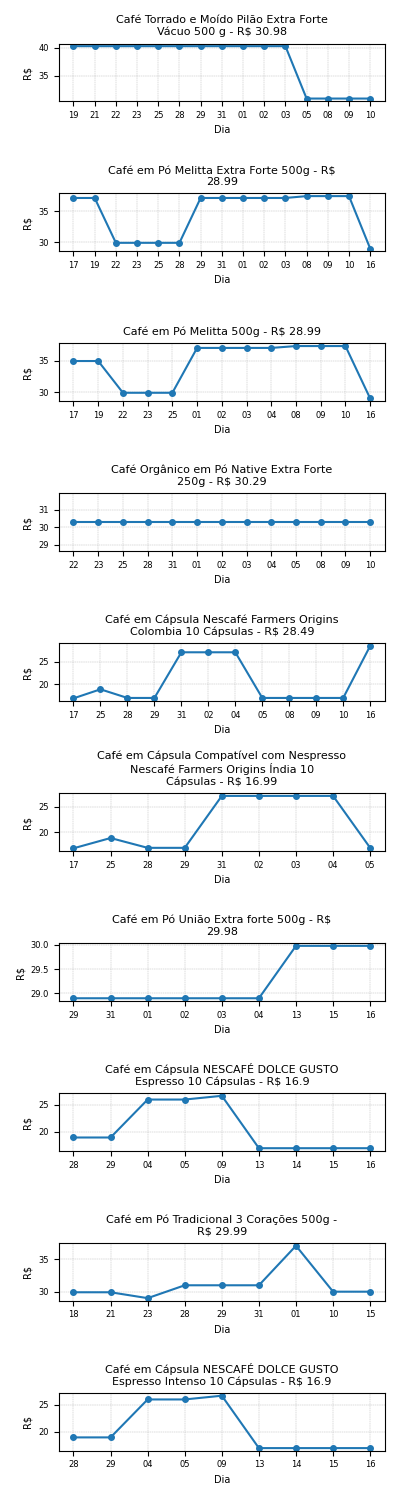 Café Torrado e Moído Pilão Extra Forte
Vácuo 500 g - R$ 30.98
40
35
R$
19 21 22 23 25 28 29 31 01 02 03 05 08 09 10
Dia
Café em Pó Melitta Extra Forte 500g - R$
28.99
35
30
R$
17 19 22 23 25 28 29 31 01 02 03 08 09 10 16
Dia
Café em Pó Melitta 500g - R$ 28.99
35
30
R$
17 19 22 23 25 01 02 03 04 08 09 10 16
Dia
Café Orgânico em Pó Native Extra Forte
250g - R$ 30.29
31
30
29
R$
22 23 25 28 31 01 02 03 04 05 08 09 10
Dia
Café em Cápsula Nescafé Farmers Origins
Colombia 10 Cápsulas - R$ 28.49
25
20
R$
17 25 28 29 31 02 04 05 08 09 10 16
Dia
Café em Cápsula Compatível com Nespresso
Nescafé Farmers Origins Índia 10
Cápsulas - R$ 16.99
25
20
R$
17 25 28 29 31 02 03 04 05
Dia
Café em Pó União Extra forte 500g - R$
29.98
30.0
29.5
29.0
R$
29 31 01 02 03 04 13 15 16
Dia
Café em Cápsula NESCAFÉ DOLCE GUSTO
Espresso 10 Cápsulas - R$ 16.9
25
20
R$
28 29 04 05 09 13 14 15 16
Dia
Café em Pó Tradicional 3 Corações 500g -
R$ 29.99
35
30
R$
18 21 23 28 29 31 01 10 15
Dia
Café em Cápsula NESCAFÉ DOLCE GUSTO
Espresso Intenso 10 Cápsulas - R$ 16.9
25
20
R$
28 29 04 05 09 13 14 15 16
Dia